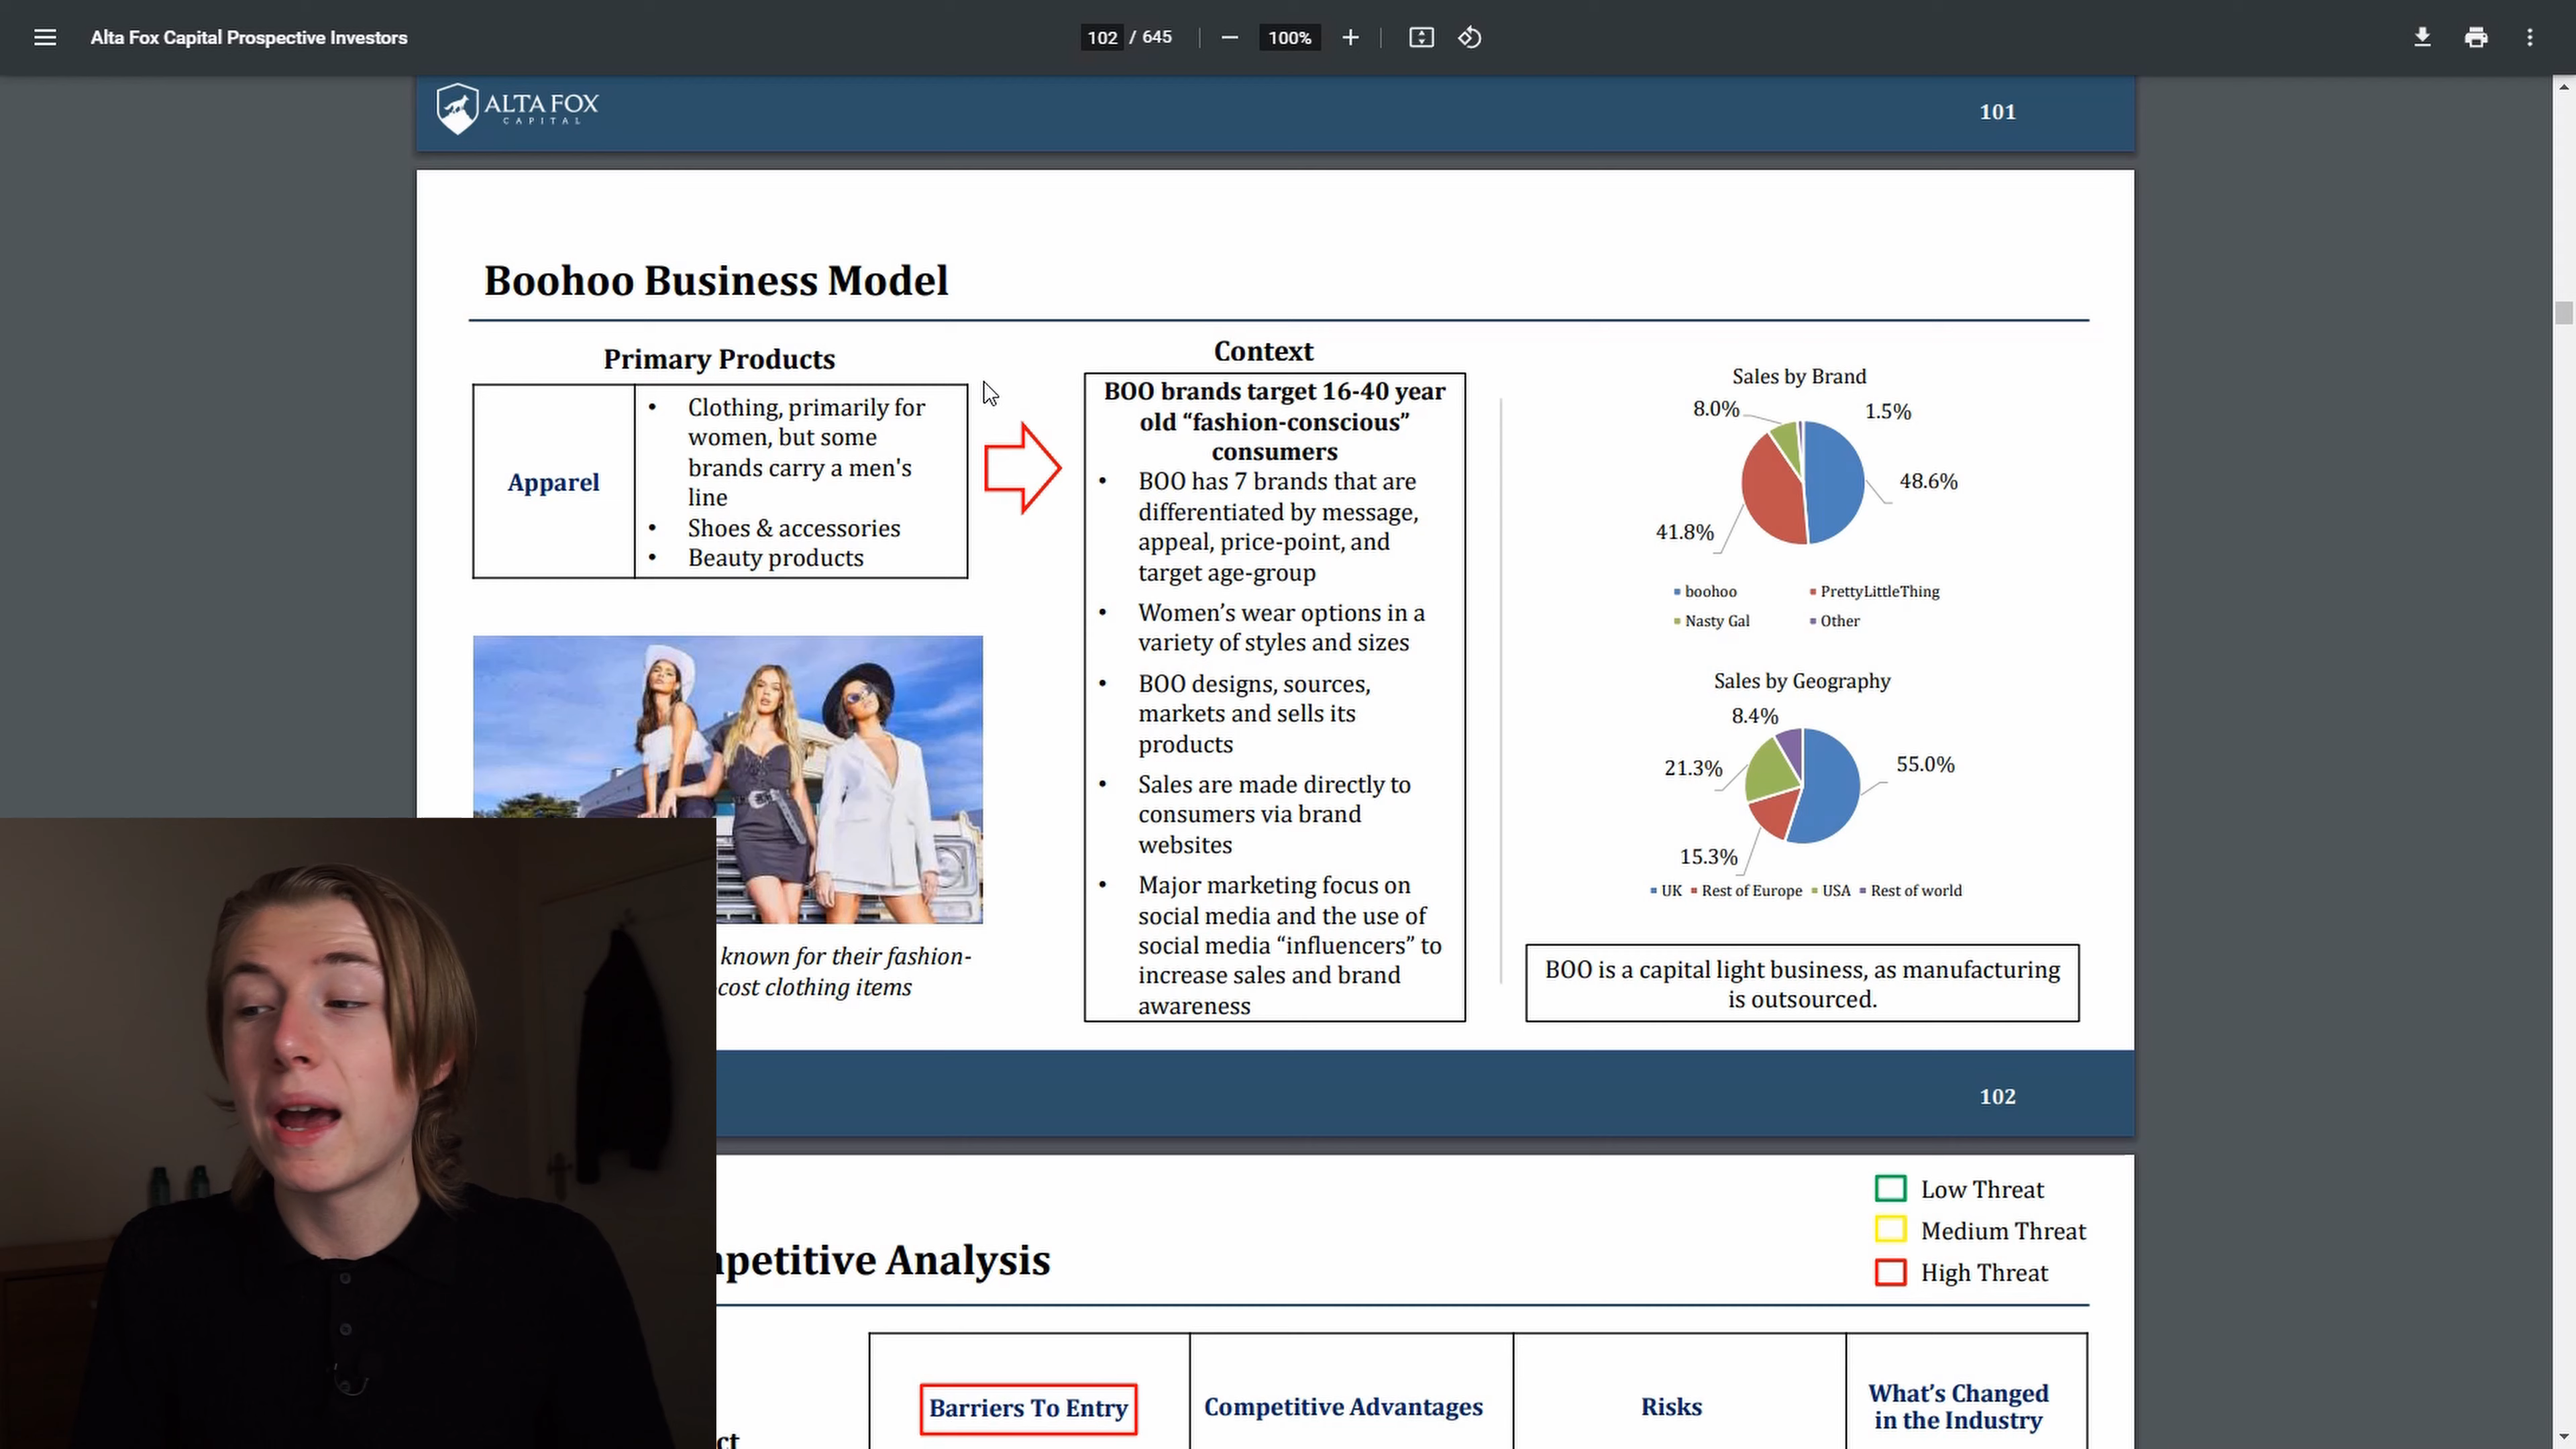 Alta Fox Capital Prospective Investors
102 / 645
100%
ALTA FOX
CAPITAL
101
Boohoo Business Model
Primary Products
Apparel
• Clothing, primarily for
women, but some
brands carry a men's
line
• Shoes & accessories
• Beauty products
known for their fashion-
cost clothing items
Context
BOO brands target 16-40 year
old “fashion-conscious”
consumers
• BOO has 7 brands that are
differentiated by message,
appeal, price-point, and
target age-group
• Women’s wear options in a
variety of styles and sizes
• BOO designs, sources,
markets and sells its
products
• Sales are made directly to
consumers via brand
websites
• Major marketing focus on
social media and the use of
social media “influencers” to
increase sales and brand
awareness
Sales by Brand
8.0%
1.5%
48.6%
41.8%
boohoo PrettyLittleThing
Nasty Gal Other
Sales by Geography
8.4%
21.3%
55.0%
15.3%
UK Rest of Europe USA Rest of world
BOO is a capital light business, as manufacturing
is outsourced.
102
Low Threat
Medium Threat
High Threat
petitive Analysis
Barriers To Entry
Competitive Advantages
Risks
What’s Changed
in the Industry
ct